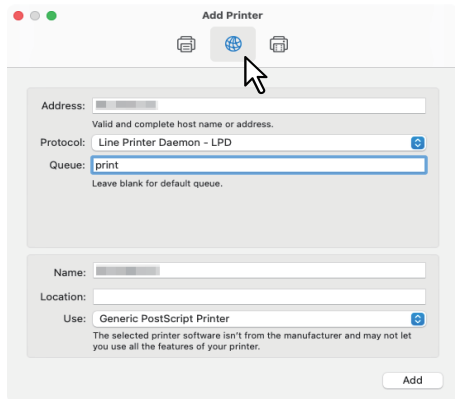 Add Printer
Address:
Valid and complete host name or address.
Protocol: Line Printer Daemon - LPD
Queue: print
Leave blank for default queue.
Name:
Location:
Use: Generic PostScript Printer
The selected printer software isn't from the manufacturer and may not let
you use all the features of your printer.
Add